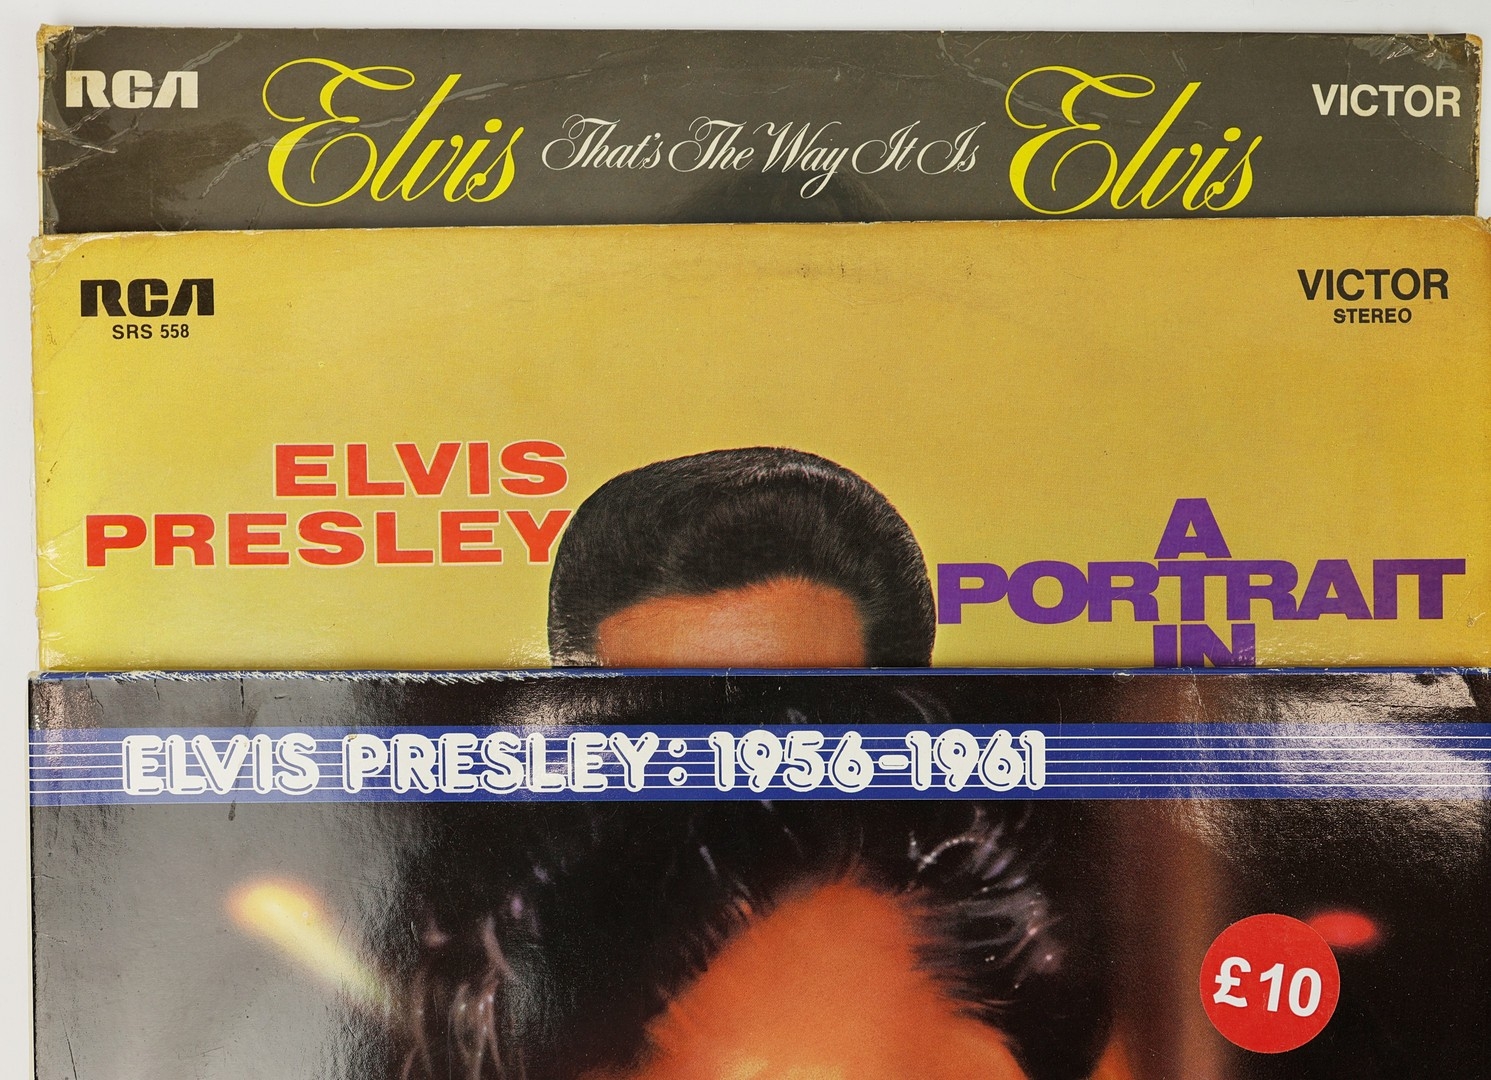 RCA Elvis That's The Way It Is Elvis VICTOR
RCA
SRS 558
VICTOR
STEREO
ELVIS
PRESLEY
A
PORTRAIT
IN
ELVIS PRESLEY: 1956-1961
£10